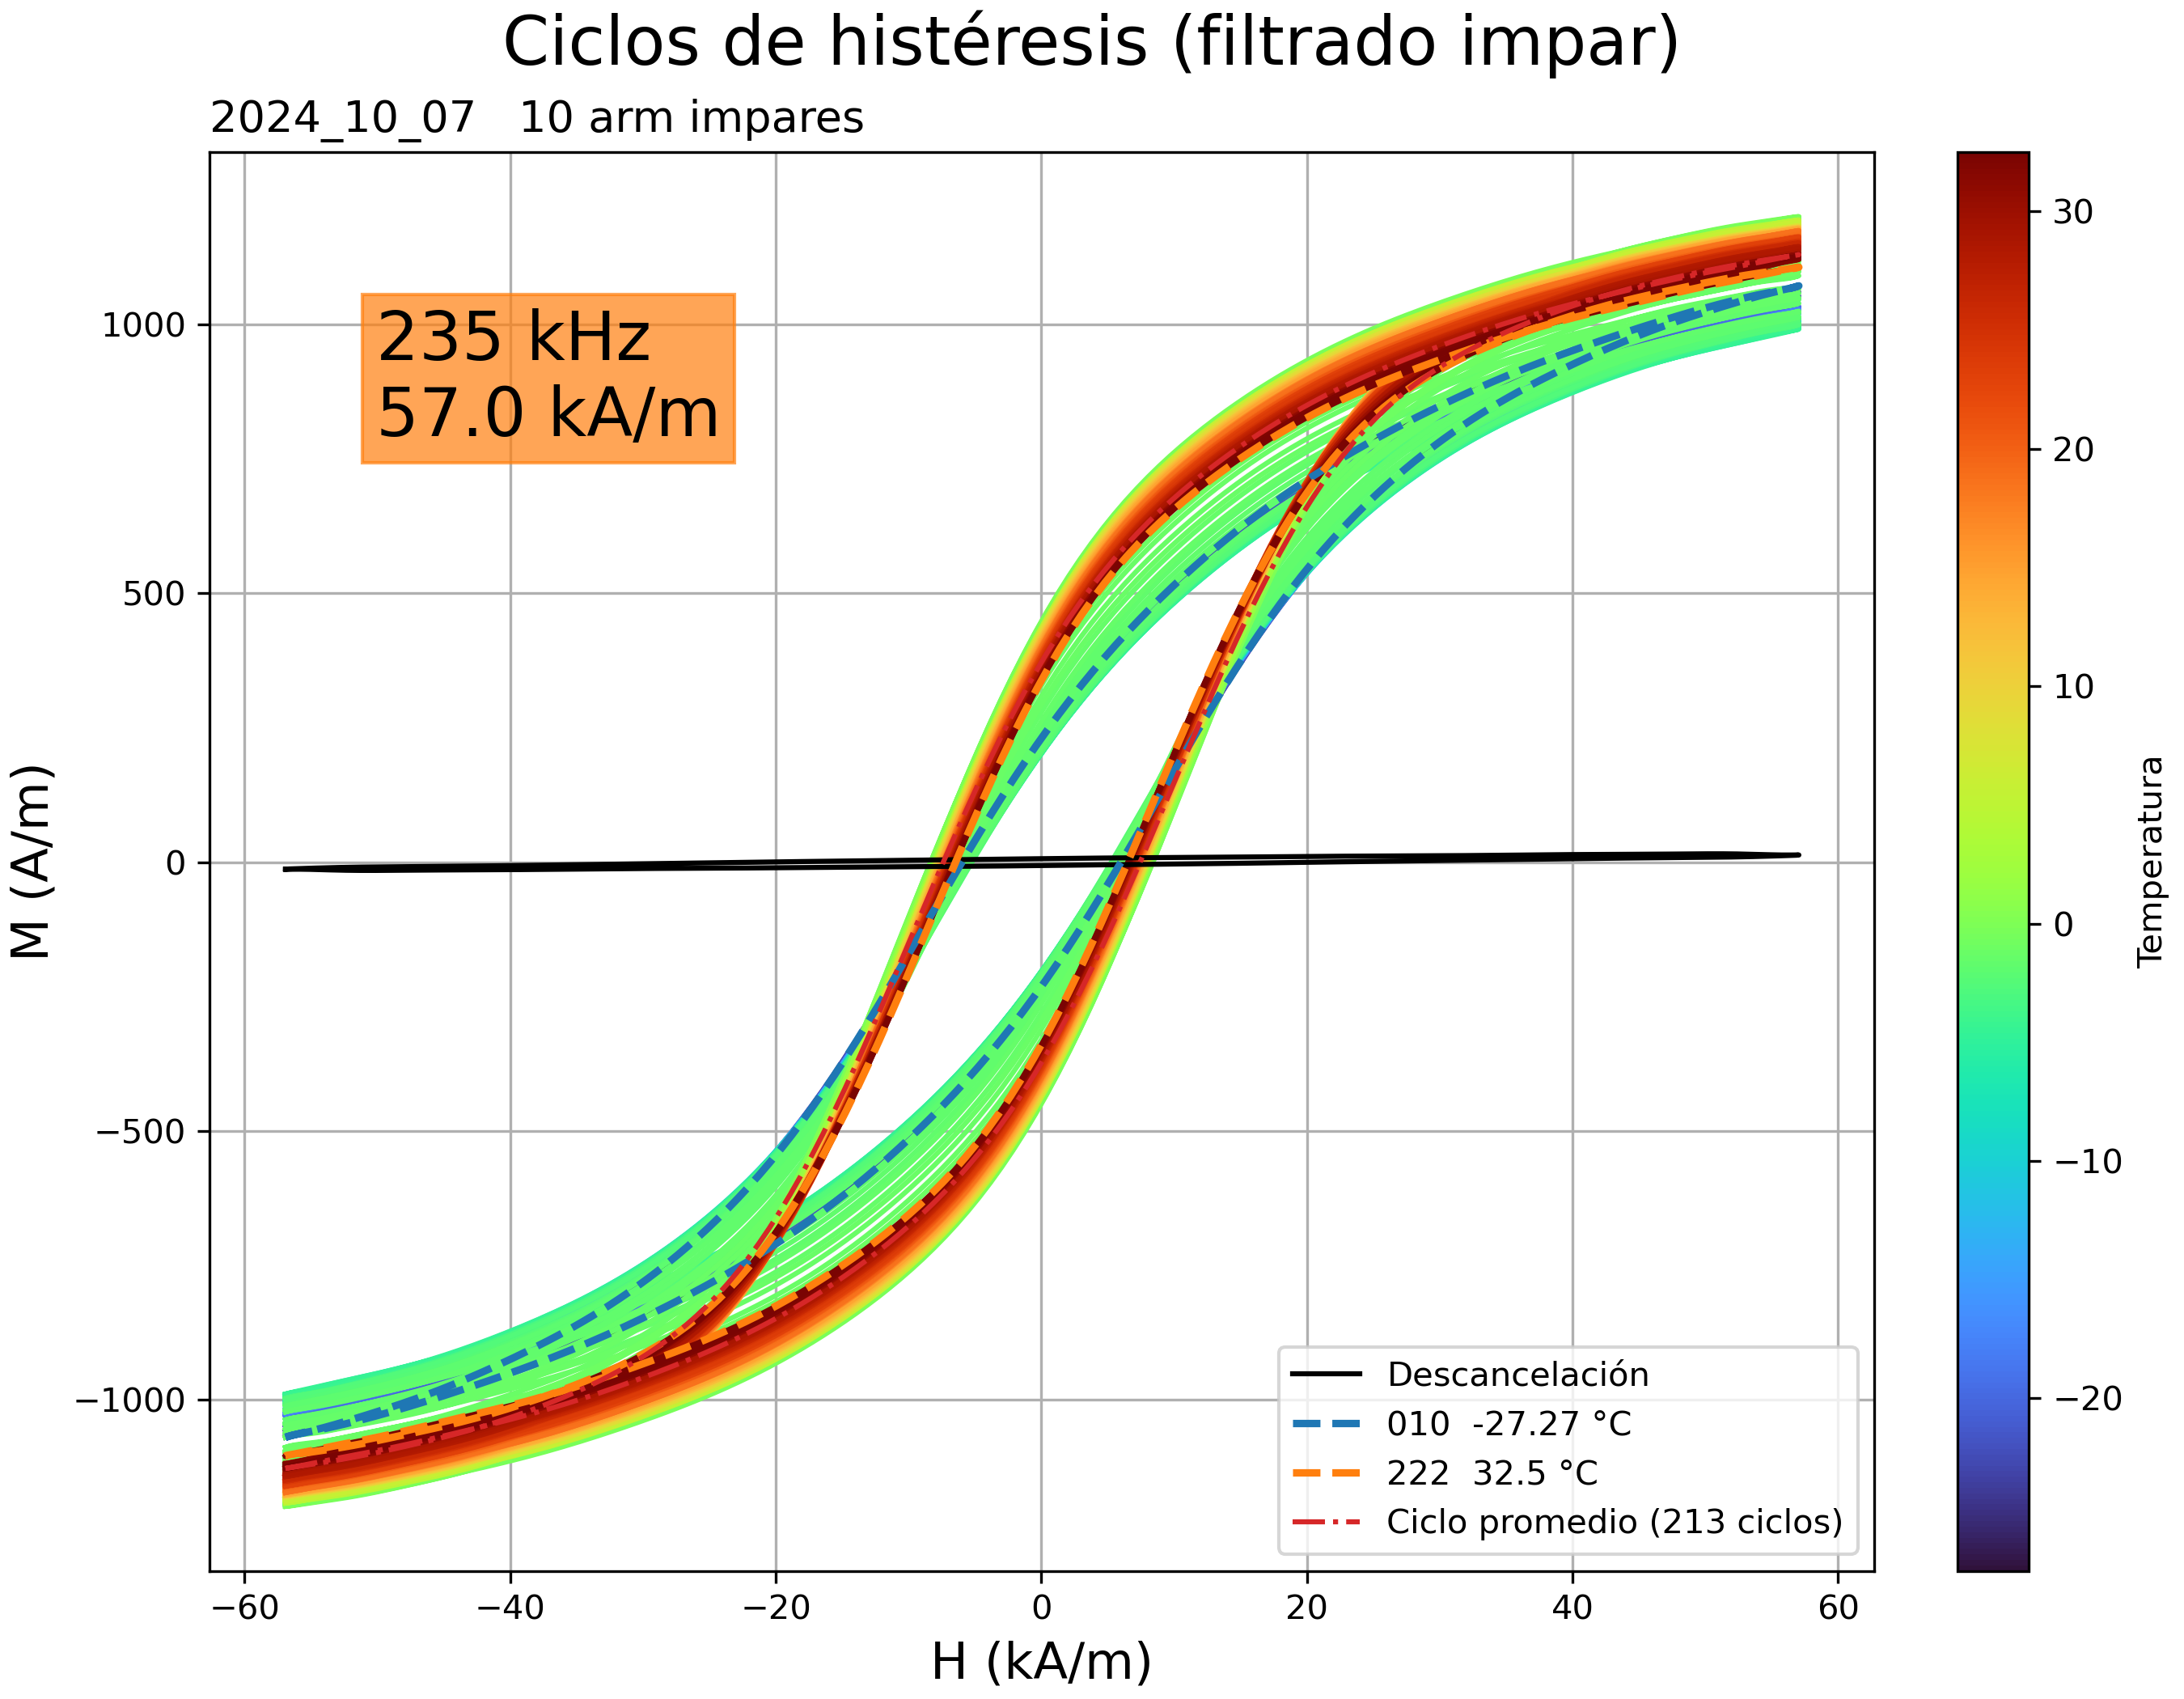 Ciclos de histéresis (filtrado impar)
2024_10_07   10 arm impares
235 kHz
57.0 kA/m
M (A/m)
1000
500
0
−500
−1000
−60
−40
−20
0
20
40
60
H (kA/m)
Descancelación
010  -27.27 °C
222  32.5 °C
Ciclo promedio (213 ciclos)
30
20
10
0
−10
−20
Temperatura